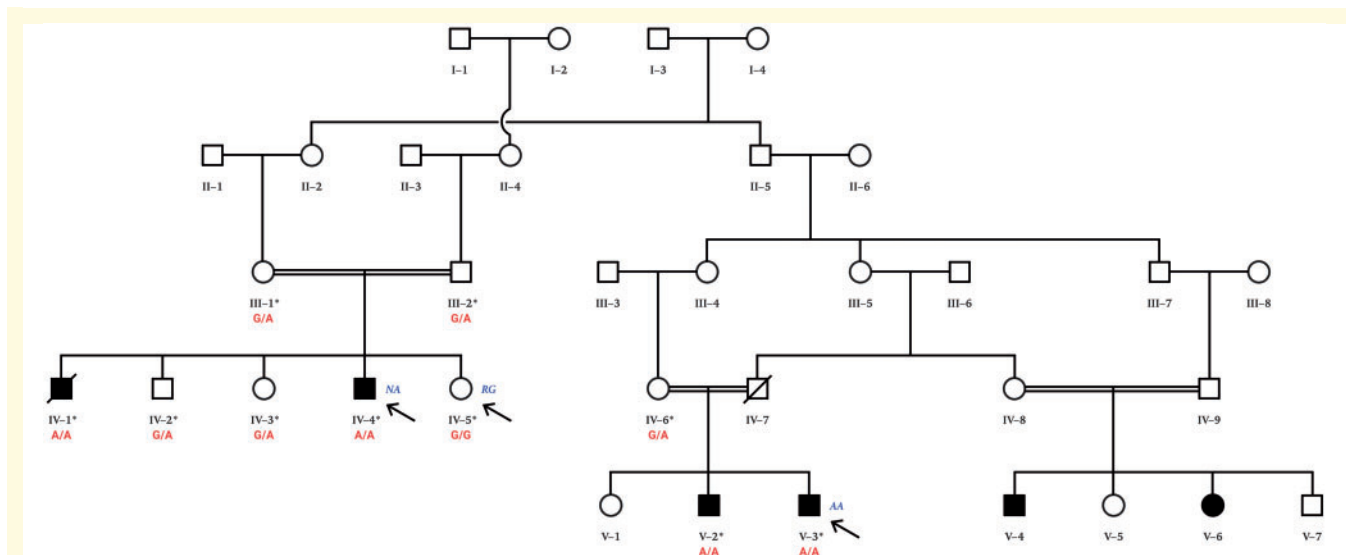 I–1 I–2 I–3 I–4
II–1 II–2 II–3 II–4 II–5 II–6
III–1* III–2* III–3 III–4 III–5 III–6 III–7 III–8
G/A G/A
NA RG
IV–1* IV–2* IV–3* IV–4* IV–5* IV–6* IV–7 IV–8 IV–9
A/A G/A G/A A/A G/G G/A
AA
V–1 V–2* V–3* V–4 V–5 V–6 V–7
A/A A/A